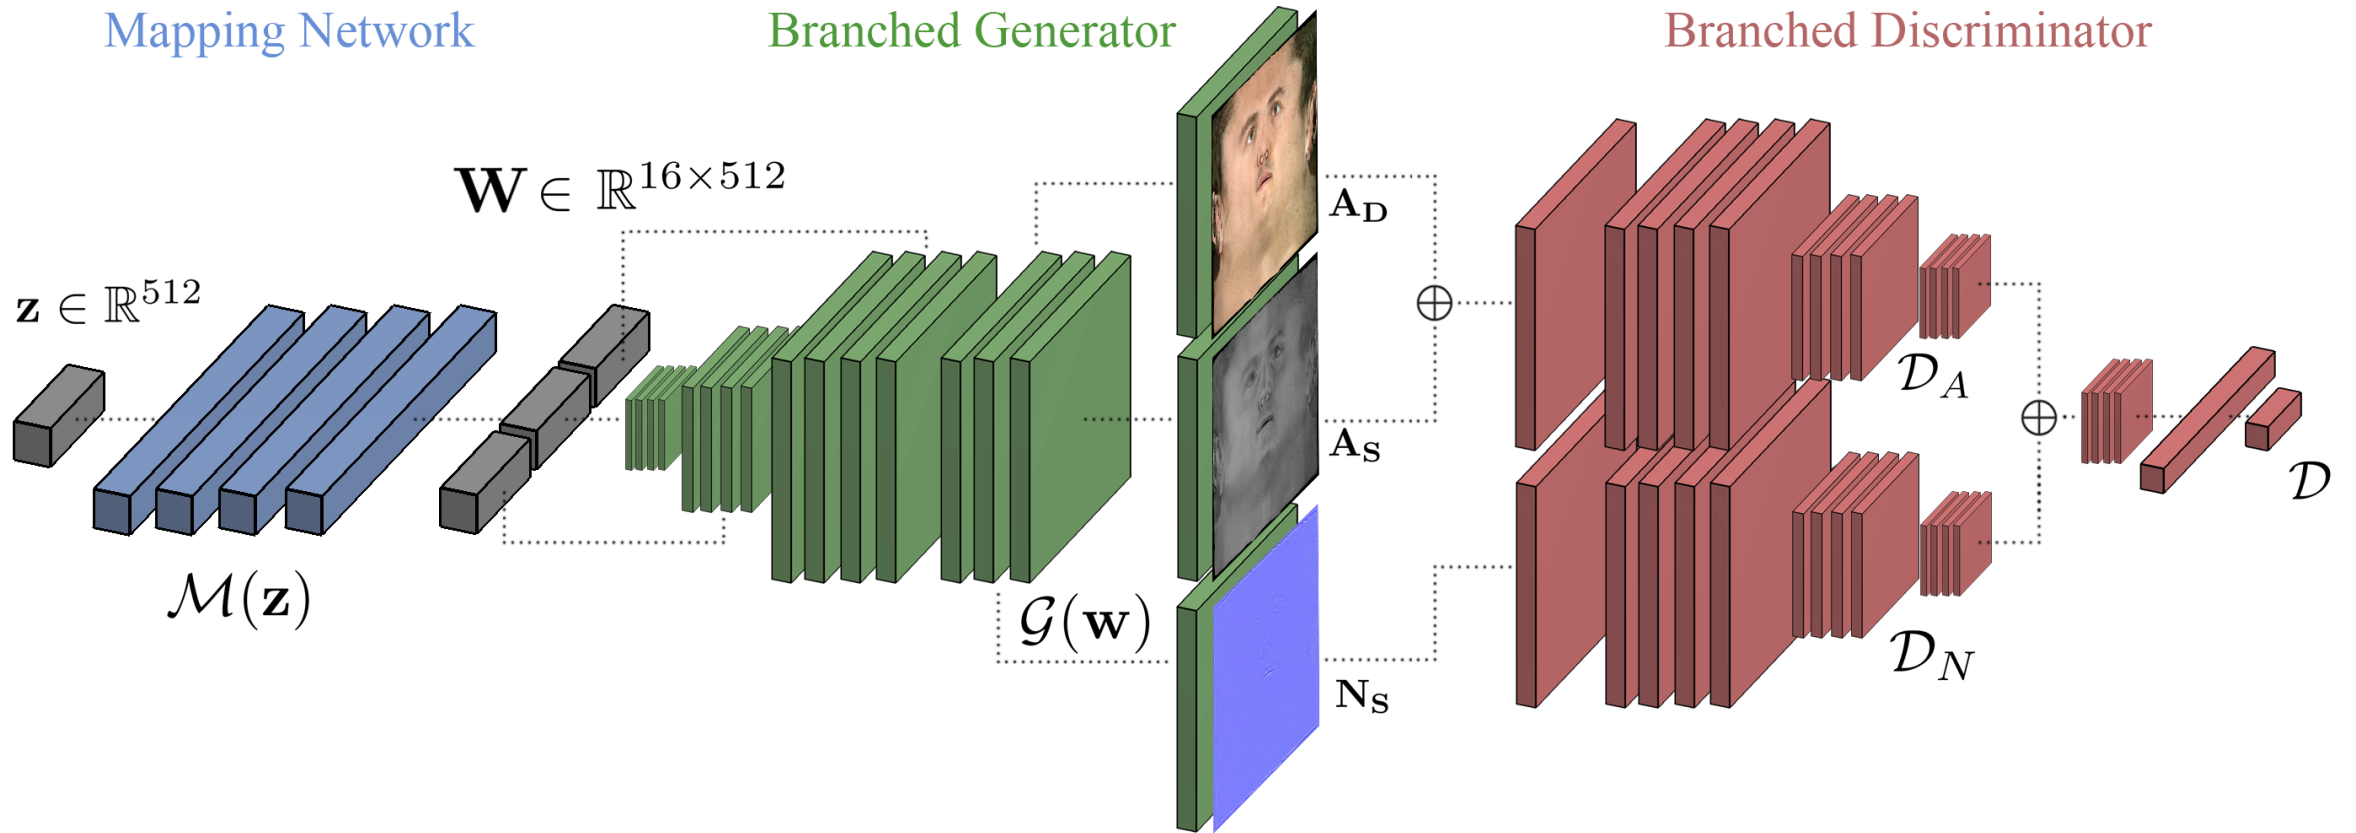 Mapping Network
Branched Generator
Branched Discriminator
z ∈ ℝ^512
W ∈ ℝ^{16×512}
M(z)
G(w)
A_D
A_S
N_S
D_A
D_N
D